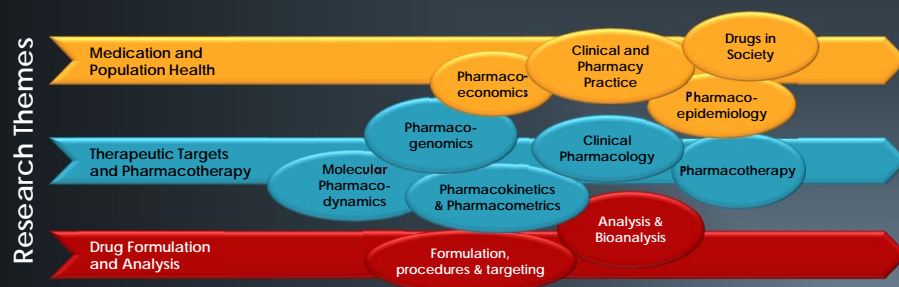 Research Themes
Medication and
Population Health
Pharmaco-
economics
Clinical and
Pharmacy
Practice
Drugs in
Society
Pharmaco-
epidemiology
Therapeutic Targets
and Pharmacotherapy
Molecular
Pharmaco-
dynamics
Pharmaco-
genomics
Pharmacokinetics
& Pharmacometrics
Clinical
Pharmacology
Pharmacotherapy
Drug Formulation
and Analysis
Formulation,
procedures & targeting
Analysis &
Bioanalysis